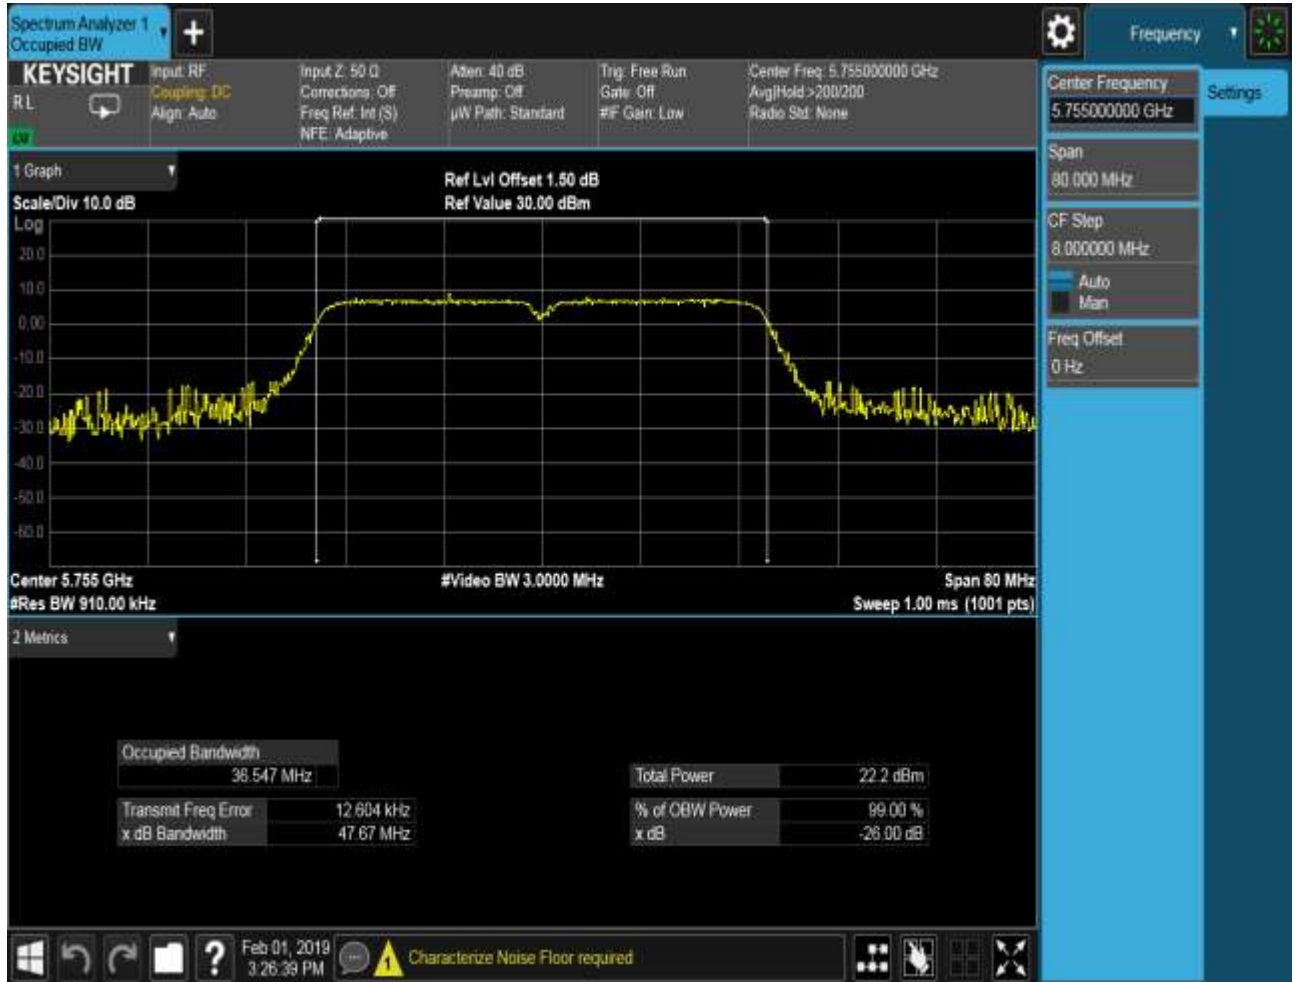 Spectrum Analyzer 1
Occupied BW
Frequency
KEYSIGHT
R L
Input: RF
Coupling: DC
Align: Auto
Input Z: 50 Ω
Corrections: Off
Freq Ref: Int (S)
NFE: Adaptive
Atten: 40 dB
Preamp: Off
µW Path: Standard
Trig: Free Run
Gate: Off
#IF Gain: Low
Center Freq: 5.755000000 GHz
Avg|Hold:>200/200
Radio Std: None
Center Frequency
5.755000000 GHz
Settings
Span
80.000 MHz
CF Step
8.000000 MHz
Auto
Man
Freq Offset
0 Hz
1 Graph
Scale/Div 10.0 dB
Ref Lvl Offset 1.50 dB
Ref Value 30.00 dBm
Log
20.0
10.0
0.00
-10.0
-20.0
-30.0
-40.0
-50.0
-60.0
Center 5.755 GHz
#Video BW 3.0000 MHz
Span 80 MHz
#Res BW 910.00 kHz
Sweep 1.00 ms (1001 pts)
2 Metrics
Occupied Bandwidth
36.547 MHz
Total Power 22.2 dBm
Transmit Freq Error 12.604 kHz
% of OBW Power 99.00 %
x dB Bandwidth 47.67 MHz
x dB -26.00 dB
Feb 01, 2019
3:26:39 PM
?
1
Characterize Noise Floor required